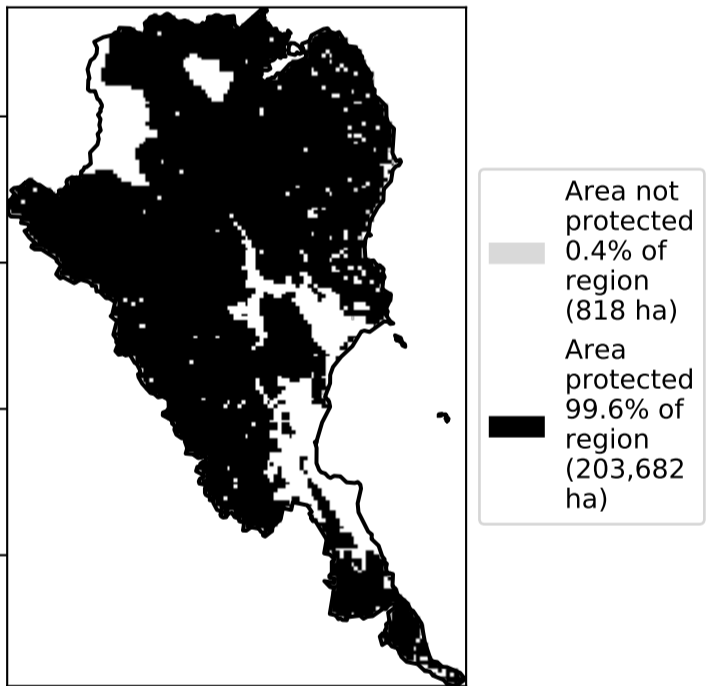 Area not
protected
0.4% of
region
(818 ha)
Area
protected
99.6% of
region
(203,682
ha)